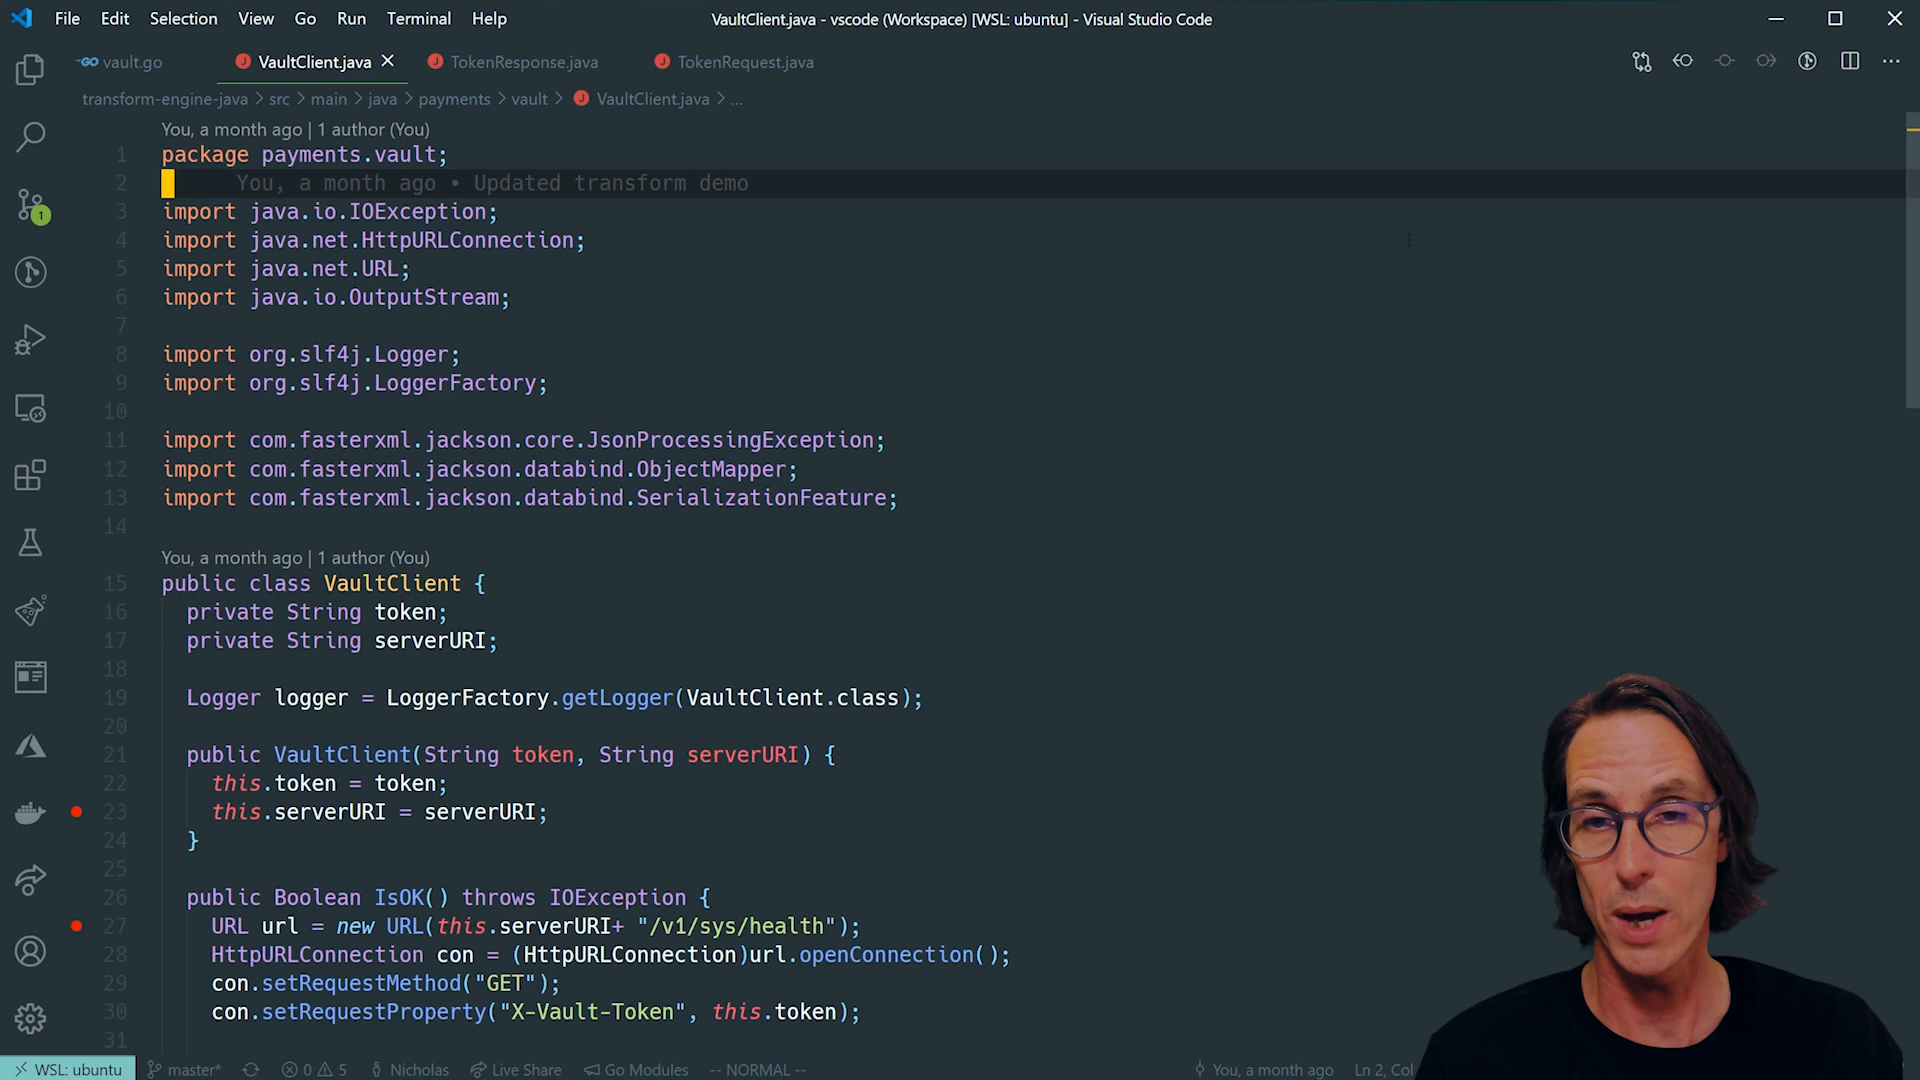 File Edit Selection View Go Run Terminal Help
VaultClient.java - vscode (Workspace) [WSL: ubuntu] - Visual Studio Code
GO vault.go J VaultClient.java J TokenResponse.java J TokenRequest.java
transform-engine-java > src > main > java > payments > vault > J VaultClient.java > ...
You, a month ago | 1 author (You)
1 package payments.vault;
2 You, a month ago • Updated transform demo
3 import java.io.IOException;
4 import java.net.HttpURLConnection;
5 import java.net.URL;
6 import java.io.OutputStream;
7
8 import org.slf4j.Logger;
9 import org.slf4j.LoggerFactory;
10
11 import com.fasterxml.jackson.core.JsonProcessingException;
12 import com.fasterxml.jackson.databind.ObjectMapper;
13 import com.fasterxml.jackson.databind.SerializationFeature;
14
You, a month ago | 1 author (You)
15 public class VaultClient {
16 private String token;
17 private String serverURI;
18
19 Logger logger = LoggerFactory.getLogger(VaultClient.class);
20
21 public VaultClient(String token, String serverURI) {
22 this.token = token;
23 this.serverURI = serverURI;
24 }
25
26 public Boolean IsOK() throws IOException {
27 URL url = new URL(this.serverURI+ "/v1/sys/health");
28 HttpURLConnection con = (HttpURLConnection)url.openConnection();
29 con.setRequestMethod("GET");
30 con.setRequestProperty("X-Vault-Token", this.token);
31
1
WSL: ubuntu master* 0 5 Nicholas Live Share Go Modules -- NORMAL -- You, a month ago Ln 2, Col